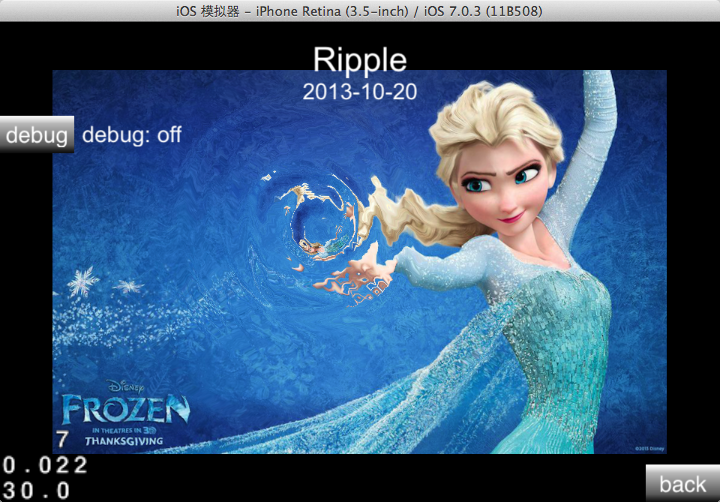 iOS 模拟器 - iPhone Retina (3.5-inch) / iOS 7.0.3 (11B508)
Ripple
2013-10-20
debug
debug: off
DISNEY
FROZEN
IN THEATRES IN 3D
THANKSGIVING
7
0.022
30.0
©2013 Disney
back